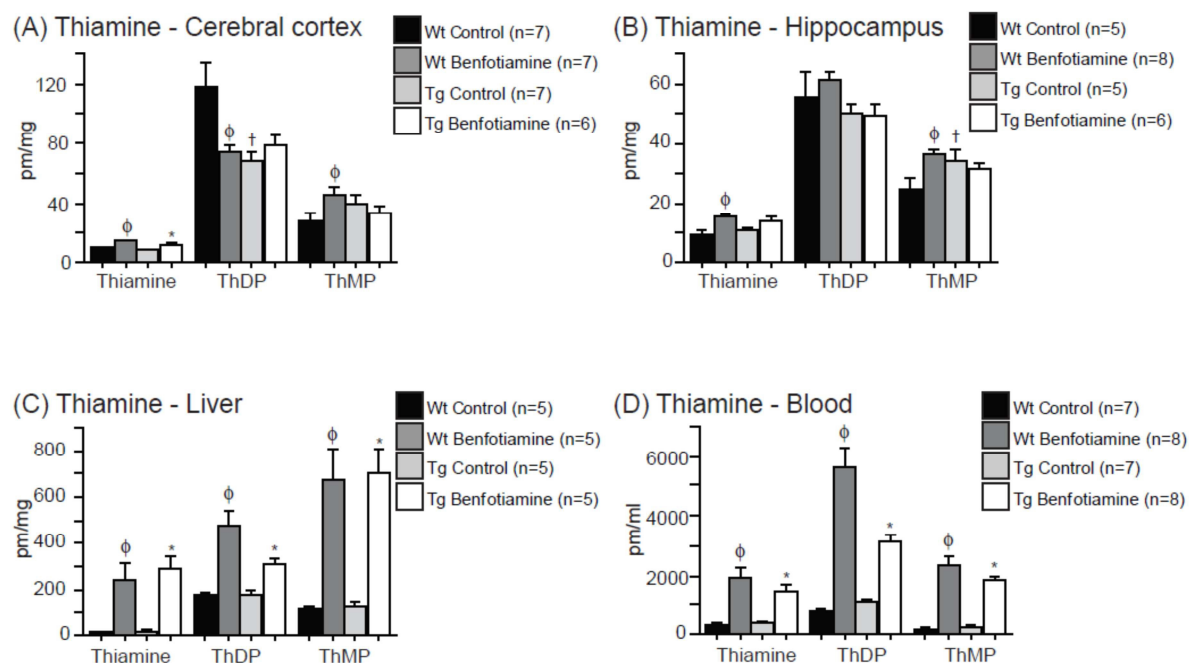 (A) Thiamine - Cerebral cortex
Wt Control (n=7)
Wt Benfotiamine (n=7)
Tg Control (n=7)
Tg Benfotiamine (n=6)
pm/mg
120
80
40
0
ϕ
ϕ
†
ϕ
*
Thiamine
ThDP
ThMP
(B) Thiamine - Hippocampus
Wt Control (n=5)
Wt Benfotiamine (n=8)
Tg Control (n=5)
Tg Benfotiamine (n=6)
pm/mg
60
40
20
0
ϕ
ϕ
†
Thiamine
ThDP
ThMP
(C) Thiamine - Liver
Wt Control (n=5)
Wt Benfotiamine (n=5)
Tg Control (n=5)
Tg Benfotiamine (n=5)
pm/mg
800
600
400
200
0
ϕ
*
ϕ
*
ϕ
*
Thiamine
ThDP
ThMP
(D) Thiamine - Blood
Wt Control (n=7)
Wt Benfotiamine (n=8)
Tg Control (n=7)
Tg Benfotiamine (n=8)
pm/ml
6000
4000
2000
0
ϕ
*
ϕ
*
ϕ
*
Thiamine
ThDP
ThMP